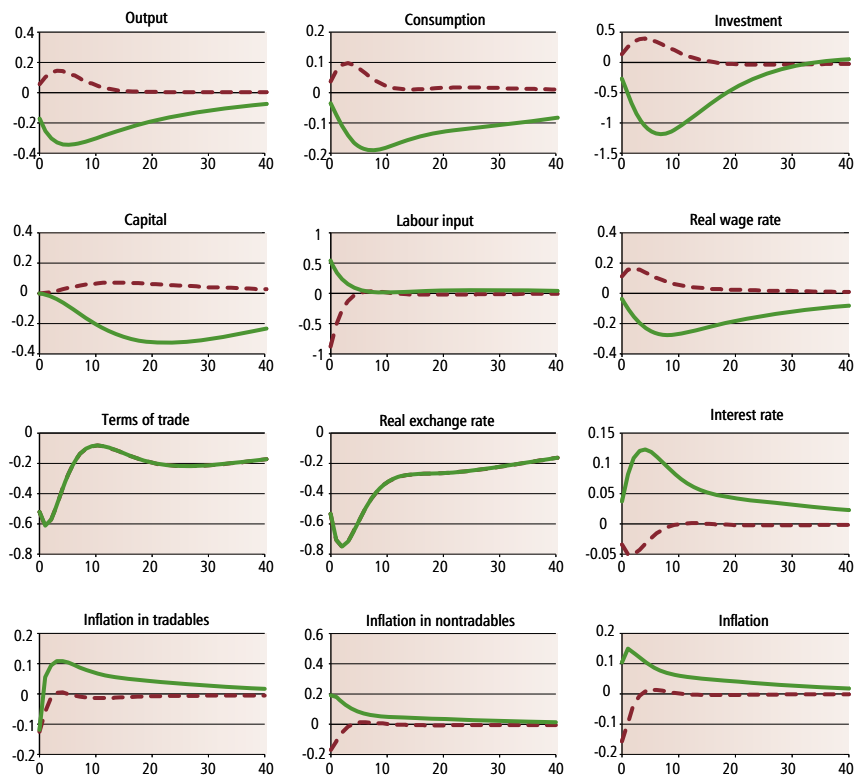 Output
Consumption
Investment
0.4
0.2
0
-0.2
-0.4
0 10 20 30 40
0.2
0.1
0
-0.1
-0.2
0 10 20 30 40
0.5
0
-0.5
-1
-1.5
0 10 20 30 40
Capital
Labour input
Real wage rate
0.4
0.2
0
-0.2
-0.4
0 10 20 30 40
1
0.5
0
-0.5
-1
0 10 20 30 40
0.4
0.2
0
-0.2
-0.4
0 10 20 30 40
Terms of trade
Real exchange rate
Interest rate
0
-0.2
-0.4
-0.6
-0.8
0 10 20 30 40
0
-0.2
-0.4
-0.6
-0.8
0 10 20 30 40
0.15
0.1
0.05
0
-0.05
0 10 20 30 40
Inflation in tradables
Inflation in nontradables
Inflation
0.2
0.1
0
-0.1
-0.2
0 10 20 30 40
0.6
0.4
0.2
0
-0.2
0 10 20 30 40
0.2
0.1
0
-0.1
-0.2
0 10 20 30 40